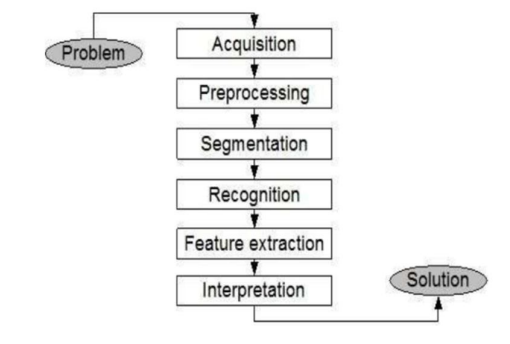 Problem
Acquisition
Preprocessing
Segmentation
Recognition
Feature extraction
Interpretation
Solution